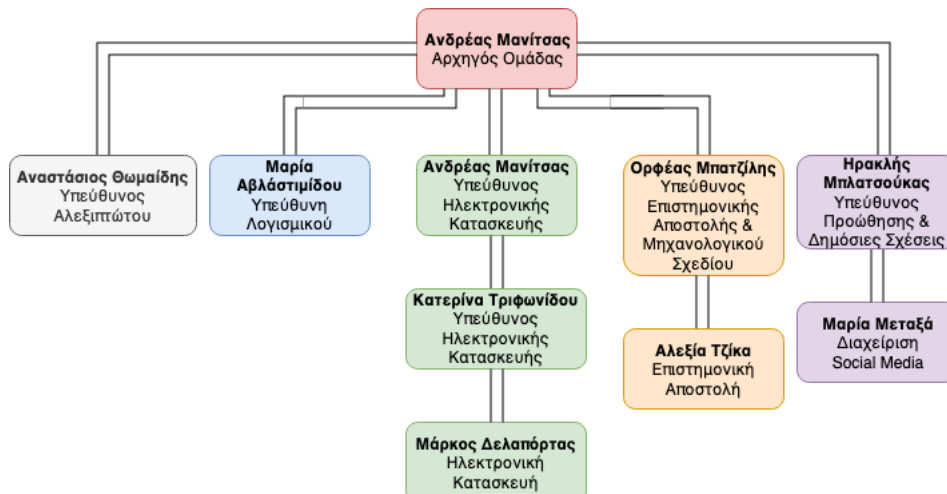 Ανδρέας Μανίτσας
Αρχηγός Ομάδας
Αναστάσιος Θωμαίδης
Υπεύθυνος
Αλεξιπτώτου
Μαρία
Αβλάστιμίδου
Υπεύθυνη
Λογισμικού
Ανδρέας Μανίτσας
Υπεύθυνος
Ηλεκτρονικής
Κατασκευής
Ορφέας Μπατζίλης
Υπεύθυνος
Επιστημονικής
Αποστολής &
Μηχανολογικού
Σχεδίου
Ηρακλής
Μπλατσούκας
Υπεύθυνος
Προώθησης &
Δημόσιες Σχέσεις
Κατερίνα Τριφωνίδου
Υπεύθυνος
Ηλεκτρονικής
Κατασκευής
Αλεξία Τζίκα
Επιστημονική
Αποστολή
Μαρία Μεταξά
Διαχείριση
Social Media
Μάρκος Δελαπόρτας
Ηλεκτρονική
Κατασκευή